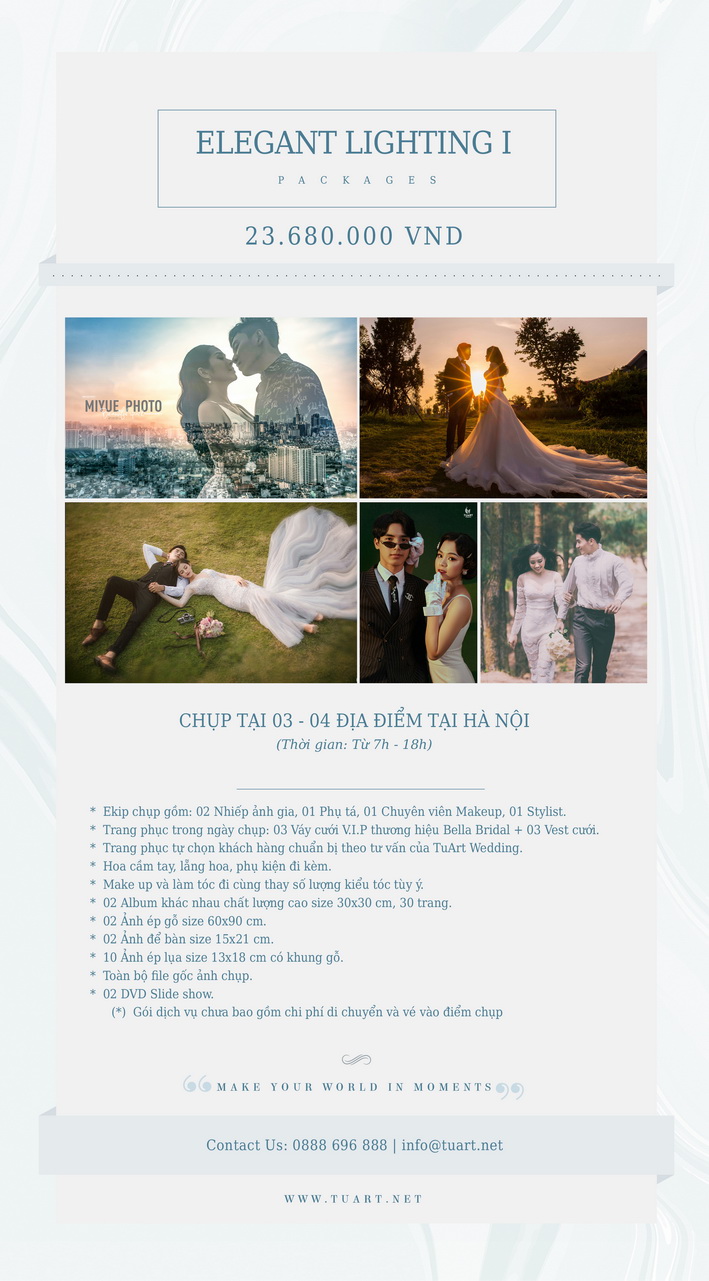 ELEGANT LIGHTING I
PACKAGES
23.680.000 VND
MIYUE PHOTO
CHỤP TẠI 03 - 04 ĐỊA ĐIỂM TẠI HÀ NỘI
(Thời gian: Từ 7h - 18h)
* Ekip chụp gồm: 02 Nhiếp ảnh gia, 01 Phụ tá, 01 Chuyên viên Makeup, 01 Stylist.
* Trang phục trong ngày chụp: 03 Váy cưới V.I.P thương hiệu Bella Bridal + 03 Vest cưới.
* Trang phục tự chọn khách hàng chuẩn bị theo tư vấn của TuArt Wedding.
* Hoa cầm tay, lẵng hoa, phụ kiện đi kèm.
* Make up và làm tóc đi cùng thay số lượng kiểu tóc tùy ý.
* 02 Album khác nhau chất lượng cao size 30x30 cm, 30 trang.
* 02 Ảnh ép gỗ size 60x90 cm.
* 02 Ảnh để bàn size 15x21 cm.
* 10 Ảnh ép lụa size 13x18 cm có khung gỗ.
* Toàn bộ file gốc ảnh chụp.
* 02 DVD Slide show.
(*) Gói dịch vụ chưa bao gồm chi phí di chuyển và vé vào điểm chụp
“MAKE YOUR WORLD IN MOMENTS”
Contact Us: 0888 696 888 | info@tuart.net
WWW.TUART.NET